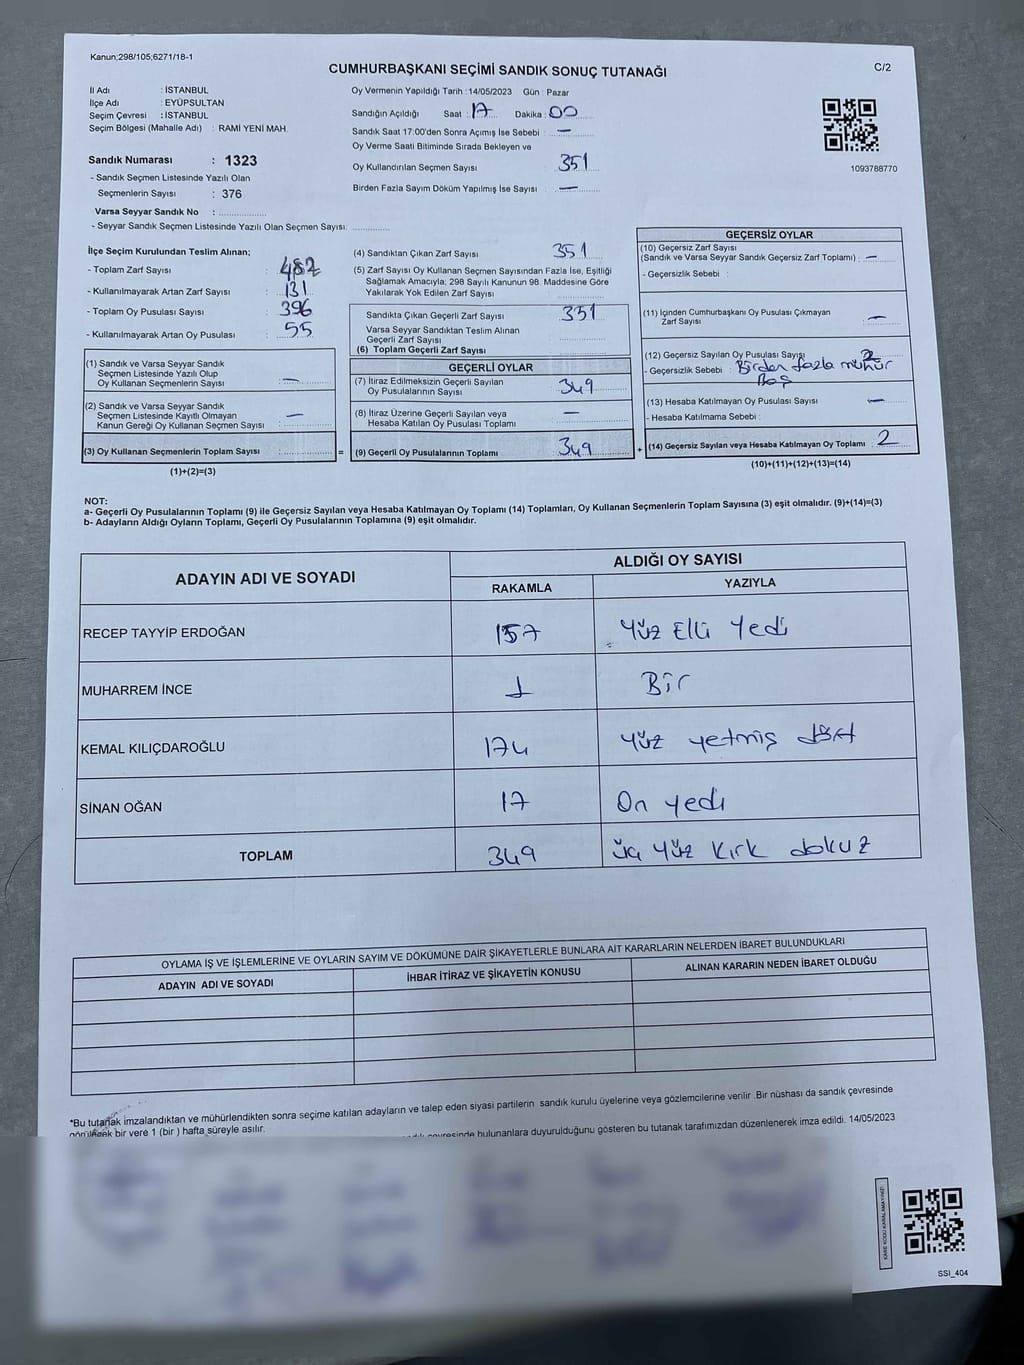 Kanun;298/105;6271/18-1
CUMHURBAŞKANI SEÇİMİ SANDIK SONUÇ TUTANAĞI
C/2
İl Adı : İSTANBUL
İlçe Adı : EYÜPSULTAN
Seçim Çevresi : İSTANBUL
Seçim Bölgesi (Mahalle Adı) : RAMİ YENİ MAH.
Sandık Numarası : 1323
- Sandık Seçmen Listesinde Yazılı Olan
Seçmenlerin Sayısı : 376
Varsa Seyyar Sandık No :
- Seyyar Sandık Seçmen Listesinde Yazılı Olan Seçmen Sayısı:
Oy Vermenin Yapıldığı Tarih : 14/05/2023 Gün : Pazar
Sandığın Açıldığı Saat : 17 Dakika : 00
Sandık Saat 17:00'den Sonra Açımış İse Sebebi : —
Oy Verme Saati Bitiminde Sırada Bekleyen ve
Oy Kullandırılan Seçmen Sayısı 351
Birden Fazla Sayım Döküm Yapılmış İse Sayısı : —
1093788770
İlçe Seçim Kurulundan Teslim Alınan;
- Toplam Zarf Sayısı : 482
- Kullanılmayarak Artan Zarf Sayısı : 131
- Toplam Oy Pusulası Sayısı : 396
- Kullanılmayarak Artan Oy Pusulası : 55
(1) Sandık ve Varsa Seyyar Sandık
Seçmen Listesinde Yazılı Olup
Oy Kullanan Seçmenlerin Sayısı : —
(2) Sandık ve Varsa Seyyar Sandık
Seçmen Listesinde Kayıtlı Olmayan
Kanun Gereği Oy Kullanan Seçmen Sayısı : —
(3) Oy Kullanan Seçmenlerin Toplam Sayısı :
(1)+(2)=(3)
(4) Sandıktan Çıkan Zarf Sayısı 351
(5) Zarf Sayısı Oy Kullanan Seçmen Sayısından Fazla İse, Eşitliği
Sağlamak Amacıyla; 298 Sayılı Kanunun 98. Maddesine Göre
Yakılarak Yok Edilen Zarf Sayısı
Sandıkta Çıkan Geçerli Zarf Sayısı 351
Varsa Seyyar Sandıktan Teslim Alınan
Geçerli Zarf Sayısı
(6) Toplam Geçerli Zarf Sayısı
GEÇERLİ OYLAR
(7) İtiraz Edilmeksizin Geçerli Sayılan
Oy Pusulalarının Sayısı 349
(8) İtiraz Üzerine Geçerli Sayılan veya
Hesaba Katılan Oy Pusulası Toplamı —
= (9) Geçerli Oy Pusulalarının Toplamı 349
GEÇERSİZ OYLAR
(10) Geçersiz Zarf Sayısı
(Sandık ve Varsa Seyyar Sandık Geçersiz Zarf Toplamı) : —
- Geçersizlik Sebebi :
(11) İçinden Cumhurbaşkanı Oy Pusulası Çıkmayan
Zarf Sayısı —
(12) Geçersiz Sayılan Oy Pusulası Sayısı 2
- Geçersizlik Sebebi : Birden fazla mühür
Boş
(13) Hesaba Katılmayan Oy Pusulası Sayısı —
- Hesaba Katılmama Sebebi :
+ (14) Geçersiz Sayılan veya Hesaba Katılmayan Oy Toplamı 2
(10)+(11)+(12)+(13)=(14)
NOT:
a- Geçerli Oy Pusulalarının Toplamı (9) ile Geçersiz Sayılan veya Hesaba Katılmayan Oy Toplamı (14) Toplamları, Oy Kullanan Seçmenlerin Toplam Sayısına (3) eşit olmalıdır. (9)+(14)=(3)
b- Adayların Aldığı Oyların Toplamı, Geçerli Oy Pusulalarının Toplamına (9) eşit olmalıdır.
ADAYIN ADI VE SOYADI
ALDIĞI OY SAYISI
RAKAMLA YAZIYLA
RECEP TAYYİP ERDOĞAN 157 Yüz Elli Yedi
MUHARREM İNCE 1 Bir
KEMAL KILIÇDAROĞLU 174 Yüz yetmiş dört
SİNAN OĞAN 17 On yedi
TOPLAM 349 üç yüz kırk dokuz
OYLAMA İŞ VE İŞLEMLERİNE VE OYLARIN SAYIM VE DÖKÜMÜNE DAİR ŞİKAYETLERLE BUNLARA AİT KARARLARIN NELERDEN İBARET BULUNDUKLARI
ADAYIN ADI VE SOYADI İHBAR İTİRAZ VE ŞİKAYETİN KONUSU ALINAN KARARIN NEDEN İBARET OLDUĞU
*Bu tutanak imzalandıktan ve mühürlendikten sonra seçime katılan adayların ve talep eden siyasi partilerin sandık kurulu üyelerine veya gözlemcilerine verilir .Bir nüshası da sandık çevresinde
görülecek bir yere 1 (bir ) hafta süreyle asılır.
çevresinde bulunanlara duyurulduğunu gösteren bu tutanak tarafımızdan düzenlenerek imza edildi. 14/05/2023
KARE KODU KARALAMAYINIZ!
SSİ_404